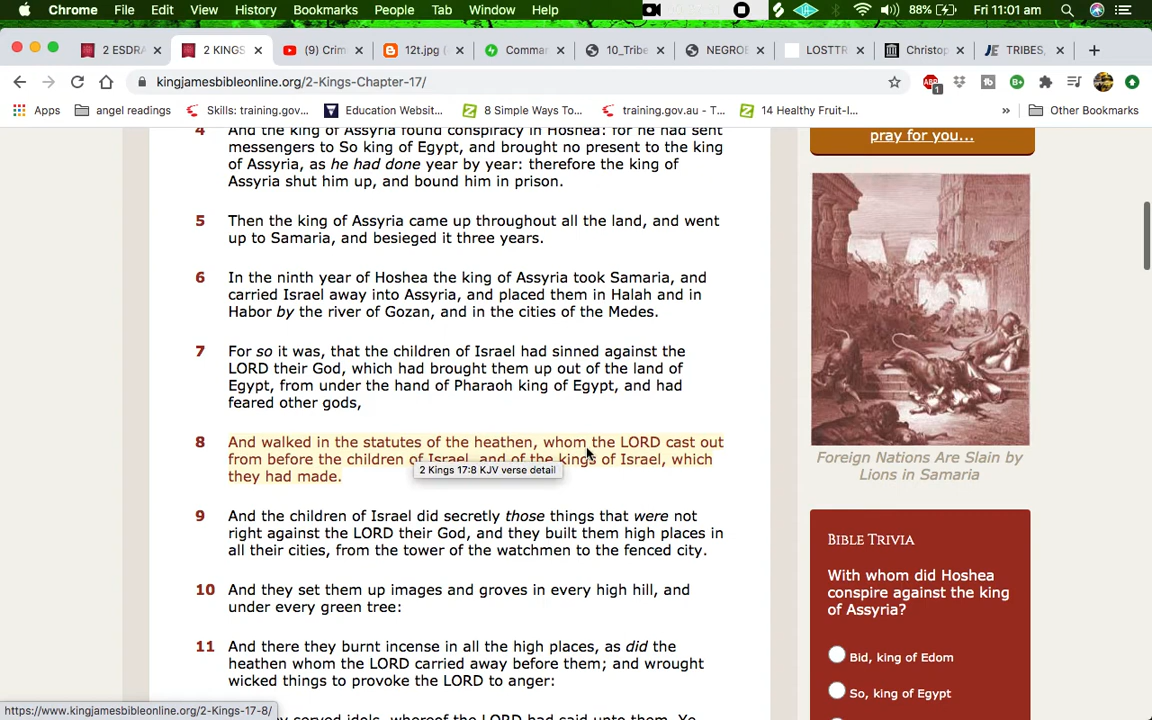 Chrome File Edit View History Bookmarks People Tab Window Help 88% Fri 11:01 am
2 ESDRA 2 KINGS (9) Crim 12t.jpg ( Comma 10_Tribe NEGROE LOSTTR Christop TRIBES,
kingjamesbibleonline.org/2-Kings-Chapter-17/
Apps angel readings Skills: training.gov... Education Websit... 8 Simple Ways To... training.gov.au - T... 14 Healthy Fruit-I... » Other Bookmarks
4 And the king of Assyria found conspiracy in Hoshea: for he had sent
messengers to So king of Egypt, and brought no present to the king
of Assyria, as he had done year by year: therefore the king of
Assyria shut him up, and bound him in prison.
5 Then the king of Assyria came up throughout all the land, and went
up to Samaria, and besieged it three years.
6 In the ninth year of Hoshea the king of Assyria took Samaria, and
carried Israel away into Assyria, and placed them in Halah and in
Habor by the river of Gozan, and in the cities of the Medes.
7 For so it was, that the children of Israel had sinned against the
LORD their God, which had brought them up out of the land of
Egypt, from under the hand of Pharaoh king of Egypt, and had
feared other gods,
8 And walked in the statutes of the heathen, whom the LORD cast out
from before the children of Israel, and of the kings of Israel, which
they had made.
2 Kings 17:8 KJV verse detail
9 And the children of Israel did secretly those things that were not
right against the LORD their God, and they built them high places in
all their cities, from the tower of the watchmen to the fenced city.
10 And they set them up images and groves in every high hill, and
under every green tree:
11 And there they burnt incense in all the high places, as did the
heathen whom the LORD carried away before them; and wrought
wicked things to provoke the LORD to anger:
served idols, whereof the LORD had said unto them, Ye
pray for you...
Foreign Nations Are Slain by
Lions in Samaria
BIBLE TRIVIA
With whom did Hoshea
conspire against the king
of Assyria?
Bid, king of Edom
So, king of Egypt
https://www.kingjamesbibleonline.org/2-Kings-17-8/